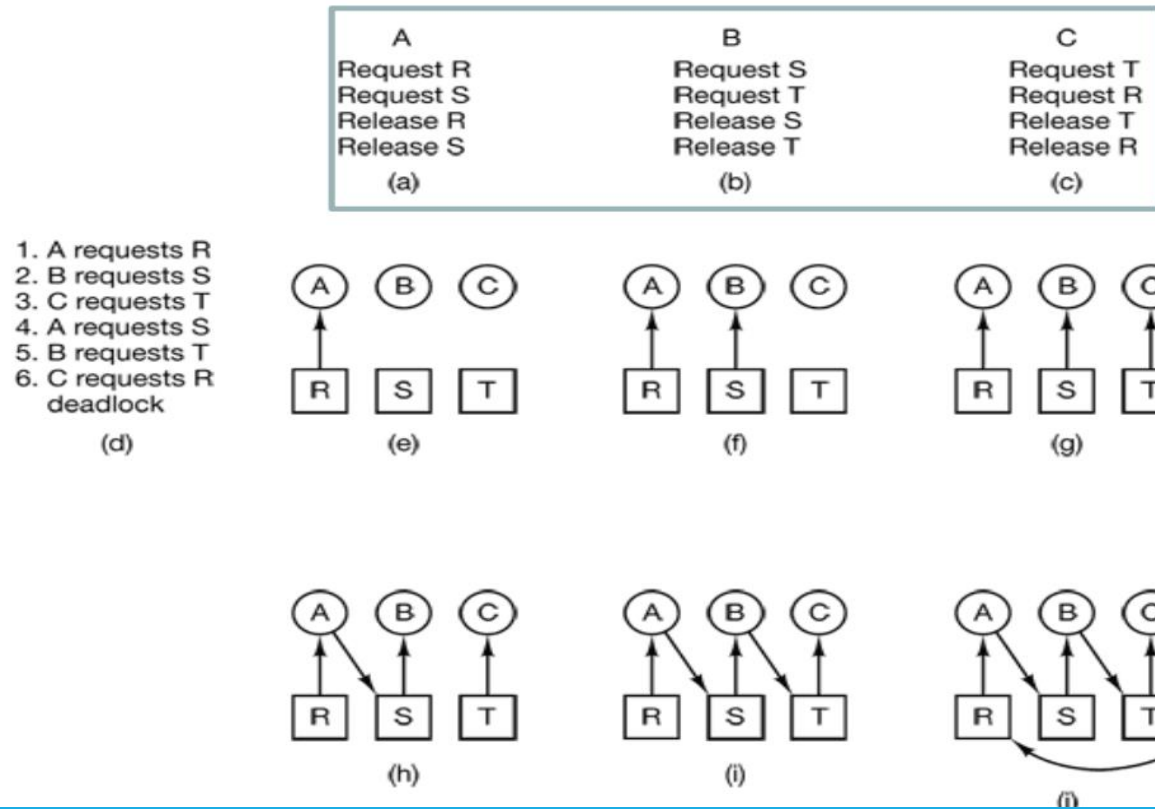 A B C
Request R Request S Request T
Request S Request T Request R
Release R Release S Release T
Release S Release T Release R
(a) (b) (c)
1. A requests R
2. B requests S
3. C requests T
4. A requests S
5. B requests T
6. C requests R
deadlock
(d)
A B C A B C A B C
R S T R S T R S T
(e) (f) (g)
A B C A B C A B C
R S T R S T R S T
(h) (i) (j)